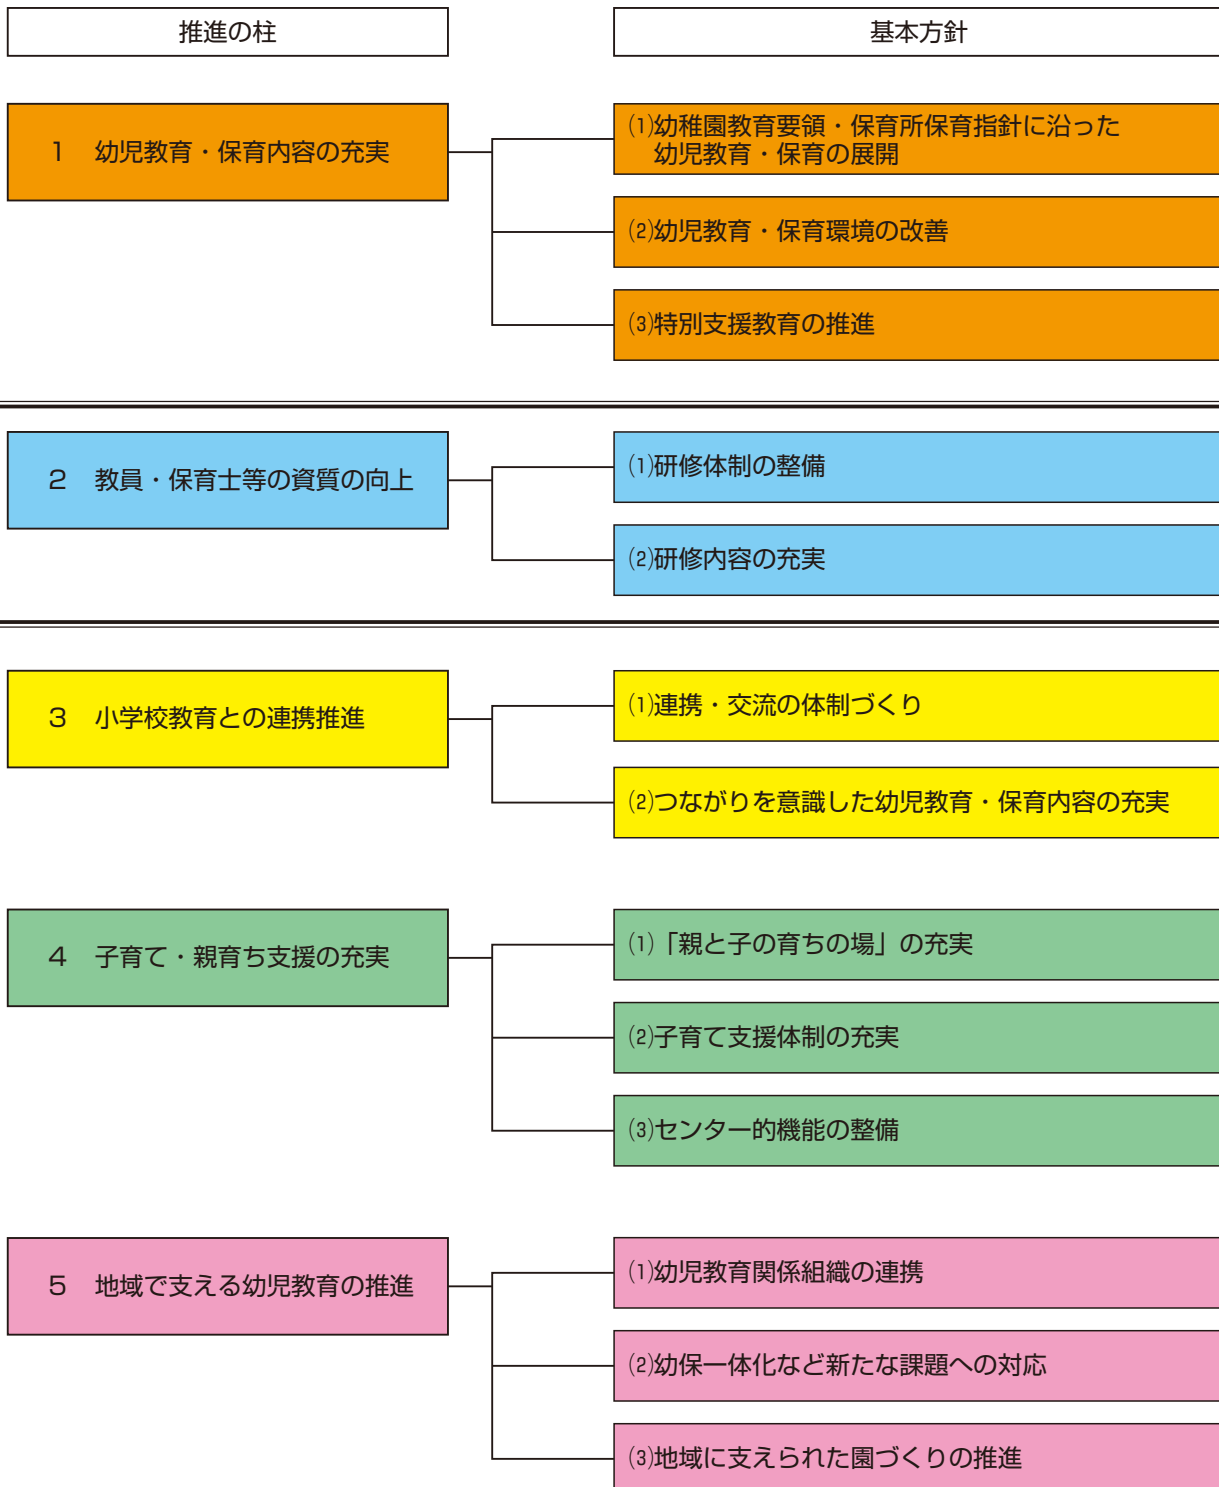 推進の柱
基本方針
1　幼児教育・保育内容の充実
⑴幼稚園教育要領・保育所保育指針に沿った
幼児教育・保育の展開
⑵幼児教育・保育環境の改善
⑶特別支援教育の推進
2　教員・保育士等の資質の向上
⑴研修体制の整備
⑵研修内容の充実
3　小学校教育との連携推進
⑴連携・交流の体制づくり
⑵つながりを意識した幼児教育・保育内容の充実
4　子育て・親育ち支援の充実
⑴「親と子の育ちの場」の充実
⑵子育て支援体制の充実
⑶センター的機能の整備
5　地域で支える幼児教育の推進
⑴幼児教育関係組織の連携
⑵幼保一体化など新たな課題への対応
⑶地域に支えられた園づくりの推進